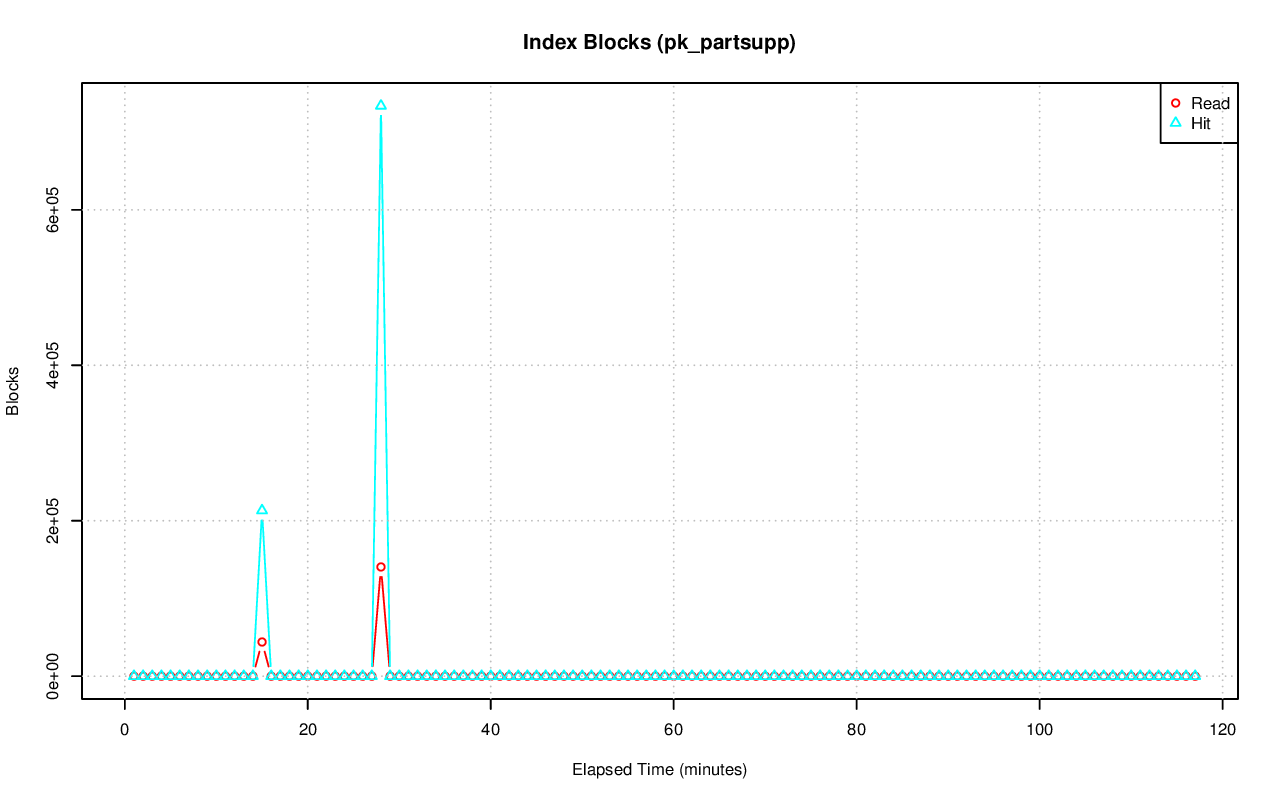 Index Blocks (pk_partsupp)
Read
Hit
Blocks
6e+05
4e+05
2e+05
0e+00
0 20 40 60 80 100 120
Elapsed Time (minutes)